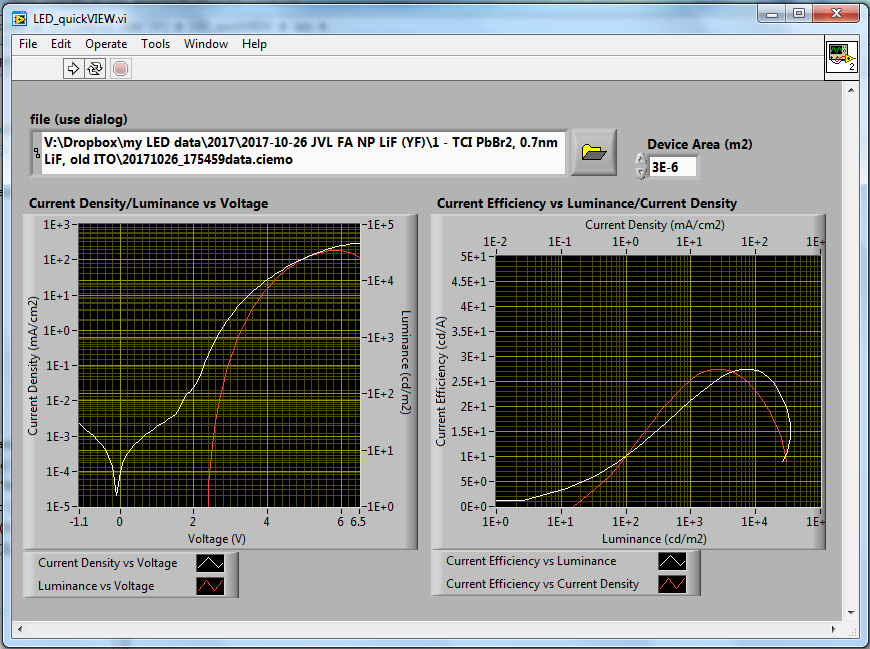 LED_quickVIEW.vi
File Edit Operate Tools Window Help
2
file (use dialog)
V:\Dropbox\my LED data\2017\2017-10-26 JVL FA NP LiF (YF)\1 - TCI PbBr2, 0.7nm
LiF, old ITO\20171026_175459data.ciemo
Device Area (m2)
3E-6
Current Density/Luminance vs Voltage
1E+3
1E+2
1E+1
1E+0
1E-1
1E-2
1E-3
1E-4
1E-5
Current Density (mA/cm2)
1E+5
1E+4
1E+3
1E+2
1E+1
1E+0
Luminance (cd/m2)
-1.1 0 2 4 6 6.5
Voltage (V)
Current Density vs Voltage
Luminance vs Voltage
Current Efficiency vs Luminance/Current Density
Current Density (mA/cm2)
1E-2 1E-1 1E+0 1E+1 1E+2 1E+
5E+1
4.5E+1
4E+1
3.5E+1
3E+1
2.5E+1
2E+1
1.5E+1
1E+1
5E+0
0E+0
Current Efficiency (cd/A)
1E+0 1E+1 1E+2 1E+3 1E+4 1E+
Luminance (cd/m2)
Current Efficiency vs Luminance
Current Efficiency vs Current Density